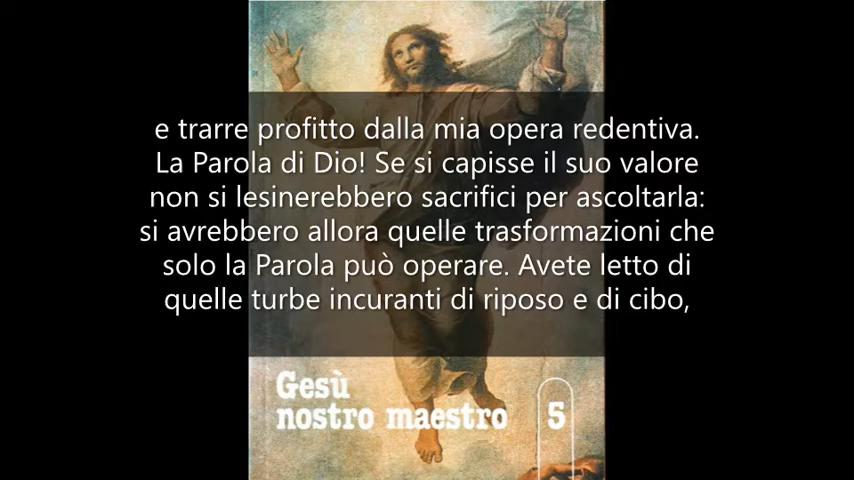 e trarre profitto dalla mia opera redentiva.
La Parola di Dio! Se si capisse il suo valore
non si lesinerebbero sacrifici per ascoltarla:
si avrebbero allora quelle trasformazioni che
solo la Parola può operare. Avete letto di
quelle turbe incuranti di riposo e di cibo,
Gesù
nostro maestro 5